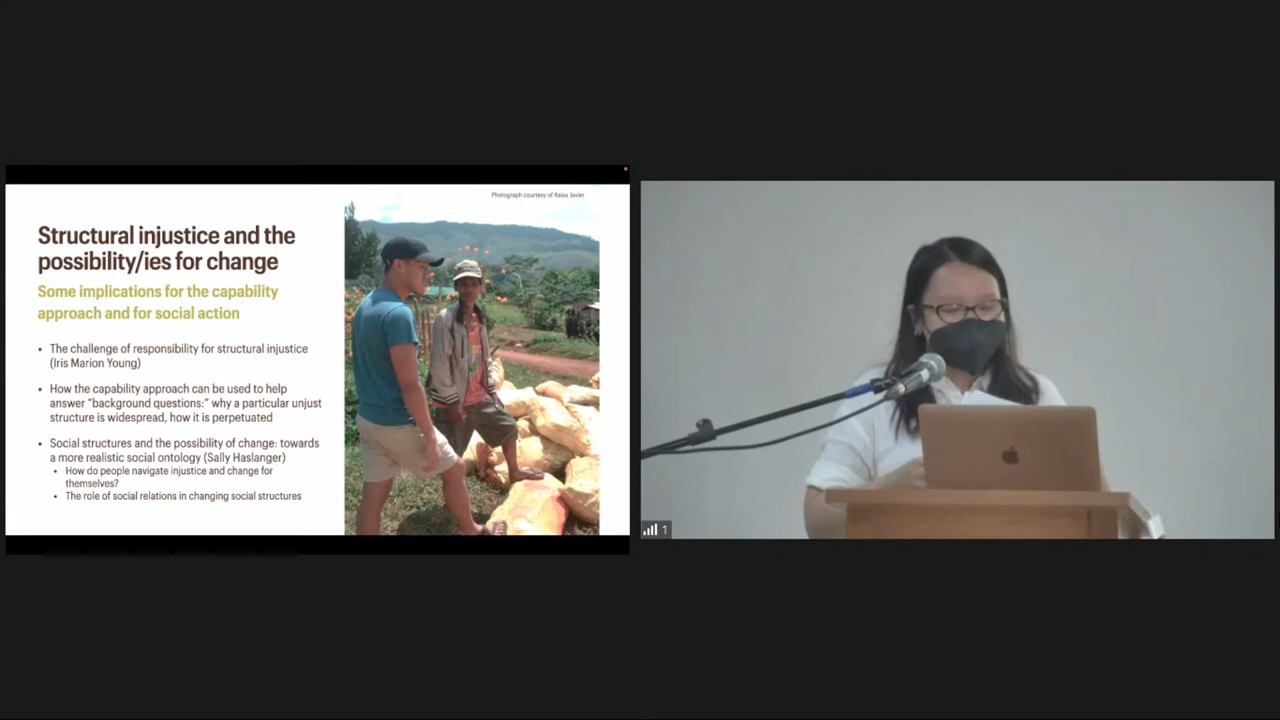 Photograph courtesy of Raisa Javier
Structural injustice and the
possibility/ies for change
Some implications for the capability
approach and for social action
• The challenge of responsibility for structural injustice
(Iris Marion Young)
• How the capability approach can be used to help
answer “background questions:” why a particular unjust
structure is widespread, how it is perpetuated
• Social structures and the possibility of change: towards
a more realistic social ontology (Sally Haslanger)
• How do people navigate injustice and change for
themselves?
• The role of social relations in changing social structures
1